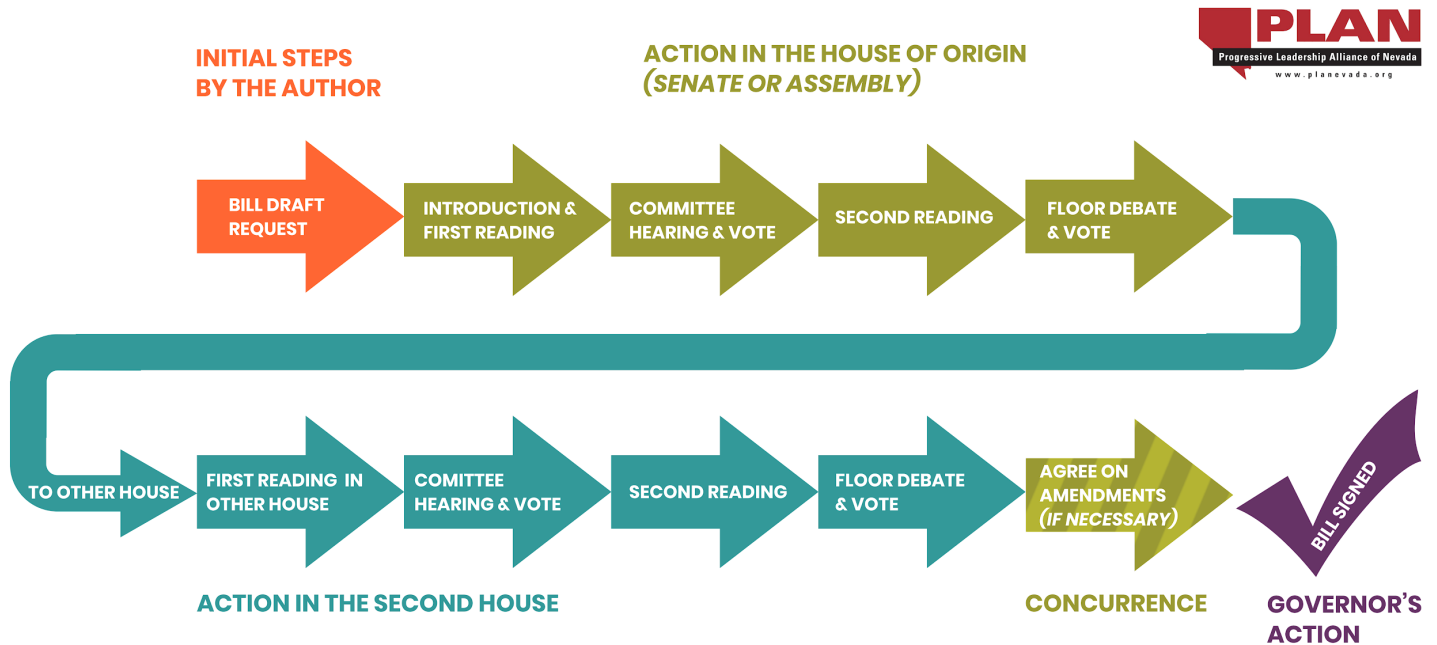 PLAN
Progressive Leadership Alliance of Nevada
www.planevada.org
INITIAL STEPS
BY THE AUTHOR
ACTION IN THE HOUSE OF ORIGIN
(SENATE OR ASSEMBLY)
BILL DRAFT
REQUEST
INTRODUCTION &
FIRST READING
COMMITTEE
HEARING & VOTE
SECOND READING
FLOOR DEBATE
& VOTE
TO OTHER HOUSE
FIRST READING IN
OTHER HOUSE
COMITTEE
HEARING & VOTE
SECOND READING
FLOOR DEBATE
& VOTE
AGREE ON
AMENDMENTS
(IF NECESSARY)
BILL SIGNED
ACTION IN THE SECOND HOUSE
CONCURRENCE
GOVERNOR'S
ACTION